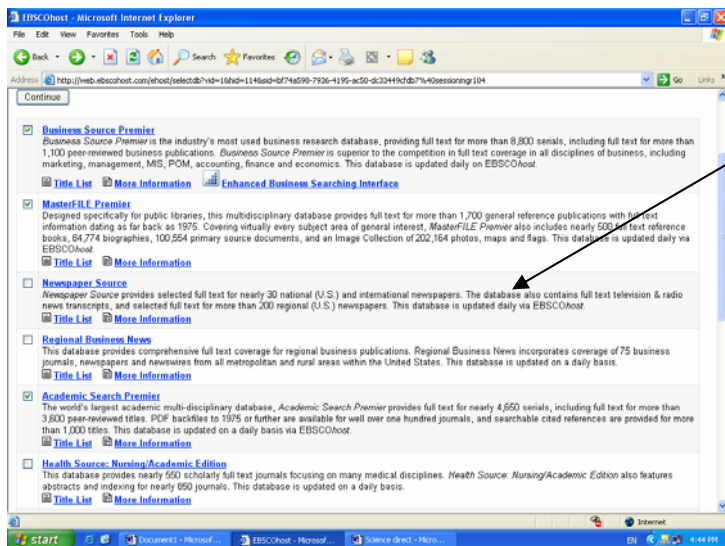 EBSCOhost - Microsoft Internet Explorer
File Edit View Favorites Tools Help
Back Search Favorites
Address http://web.ebscohost.com/ehost/selectdb?vid=1&hid=114&sid=bf74a590-7936-4195-ac50-dc33449cfdb7%40sessionmgr104 Go Links
Continue
Business Source Premier
Business Source Premier is the industry's most used business research database, providing full text for more than 8,800 serials, including full text for more than
1,100 peer-reviewed business publications. Business Source Premier is superior to the competition in full text coverage in all disciplines of business, including
marketing, management, MIS, POM, accounting, finance and economics. This database is updated daily on EBSCOhost.
Title List More Information Enhanced Business Searching Interface
MasterFILE Premier
Designed specifically for public libraries, this multidisciplinary database provides full text for more than 1,700 general reference publications with full text
information dating as far back as 1975. Covering virtually every subject area of general interest, MasterFILE Premier also includes nearly 500 full text reference
books, 84,774 biographies, 100,554 primary source documents, and an Image Collection of 202,164 photos, maps and flags. This database is updated daily via
EBSCOhost.
Title List More Information
Newspaper Source
Newspaper Source provides selected full text for nearly 30 national (U.S.) and international newspapers. The database also contains full text television & radio
news transcripts, and selected full text for more than 200 regional (U.S.) newspapers. This database is updated daily via EBSCOhost.
Title List More Information
Regional Business News
This database provides comprehensive full text coverage for regional business publications. Regional Business News incorporates coverage of 75 business
journals, newspapers and newswires from all metropolitan and rural areas within the United States. This database is updated on a daily basis.
Title List More Information
Academic Search Premier
The world's largest academic multi-disciplinary database, Academic Search Premier provides full text for nearly 4,650 serials, including full text for more than
3,600 peer-reviewed titles. PDF backfiles to 1975 or further are available for well over one hundred journals, and searchable cited references are provided for more
than 1,000 titles. This database is updated on a daily basis via EBSCOhost.
Title List More Information
Health Source: Nursing/Academic Edition
This database provides nearly 550 scholarly full text journals focusing on many medical disciplines. Health Source: Nursing/Academic Edition also features
abstracts and indexing for nearly 850 journals. This database is updated on a daily basis.
Title List More Information
Internet
start Document1 - Microsof... EBSCOhost - Microsof... Science direct - Micro... EN 4:44 PM